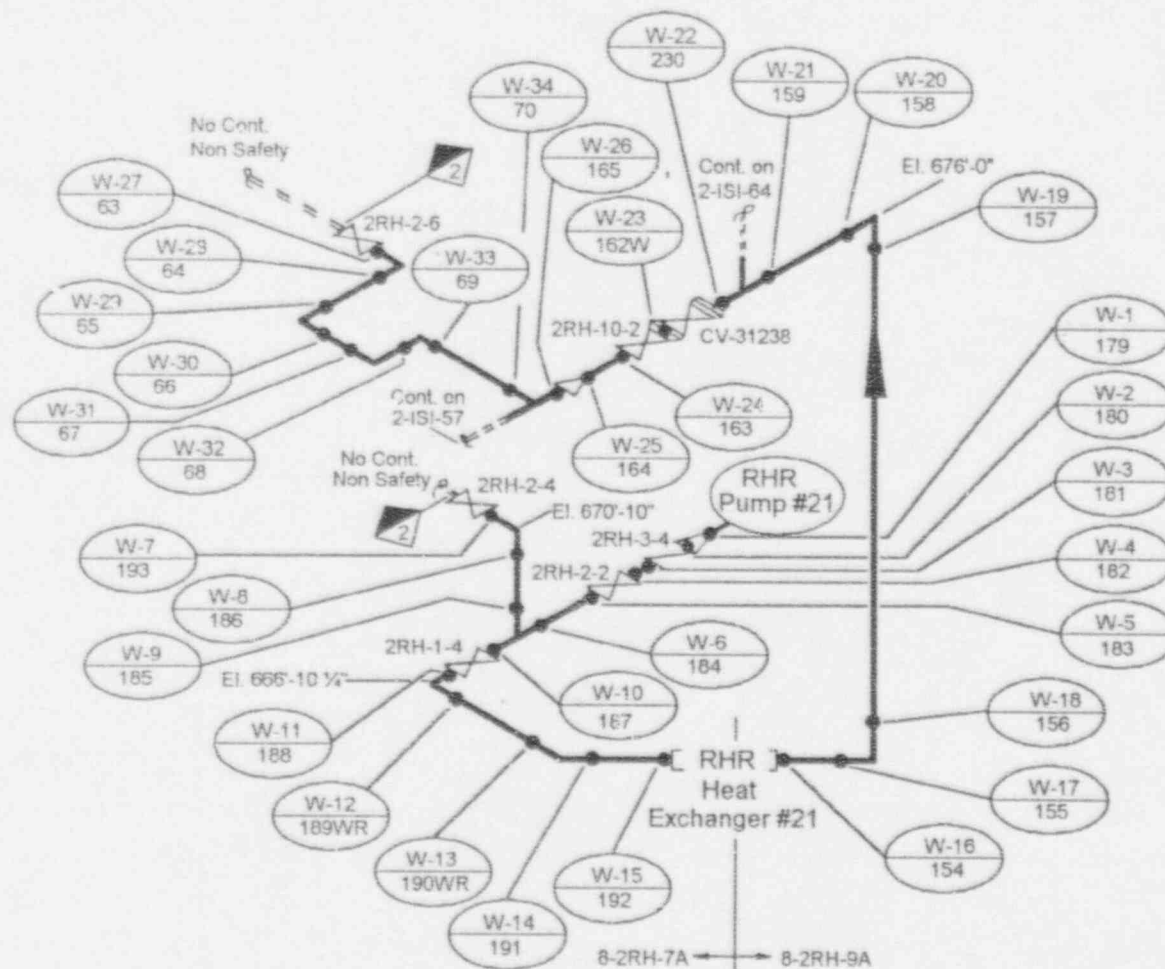 W-22
230
W-21
159
W-20
158
W-34
70
No Cont.
Non Safety
2
W-26
165
Cont. on
2-ISI-64
El. 676'-0"
W-27
63
2RH-2-6
W-23
162W
W-19
157
W-28
64
W-33
69
W-29
65
2RH-10-2
CV-31238
W-1
179
W-30
66
Cont. on
2-ISI-57
W-24
163
W-2
180
W-31
67
W-32
68
W-25
164
No Cont.
Non Safety
2RH-2-4
RHR
Pump #21
W-3
181
2
El. 670'-10"
2RH-3-4
W-7
193
2RH-2-2
W-4
182
W-8
186
W-5
183
W-9
185
2RH-1-4
W-6
184
El. 666'-10 ¼"
W-10
187
W-18
156
W-11
188
RHR
Heat
Exchanger #21
W-17
155
W-12
189WR
W-13
190WR
W-15
192
W-16
154
W-14
191
8-2RH-7A
8-2RH-9A